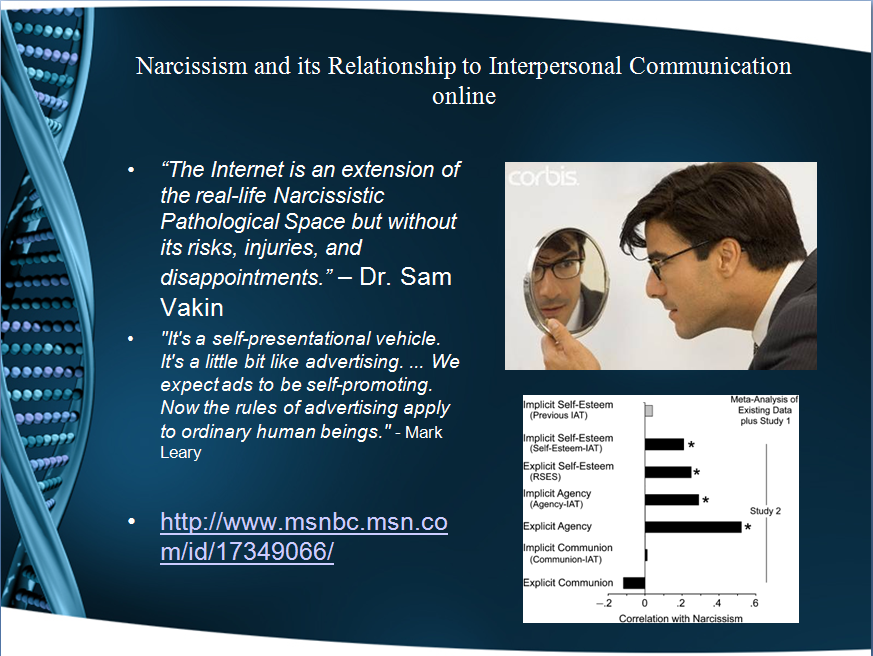 Narcissism and its Relationship to Interpersonal Communication
online
• “The Internet is an extension of
the real-life Narcissistic
Pathological Space but without
its risks, injuries, and
disappointments.” – Dr. Sam
Vakin
• "It's a self-presentational vehicle.
It's a little bit like advertising. ... We
expect ads to be self-promoting.
Now the rules of advertising apply
to ordinary human beings." - Mark
Leary
• http://www.msnbc.msn.co
m/id/17349066/
corbis.
Implicit Self-Esteem
(Previous IAT)
Meta-Analysis of
Existing Data
plus Study 1
Implicit Self-Esteem
(Self-Esteem-IAT)
*
Explicit Self-Esteem
(RSES)
*
Implicit Agency
(Agency-IAT)
*
Study 2
Explicit Agency
*
Implicit Communion
(Communion-IAT)
Explicit Communion
–.2 0 .2 .4 .6
Correlation with Narcissism